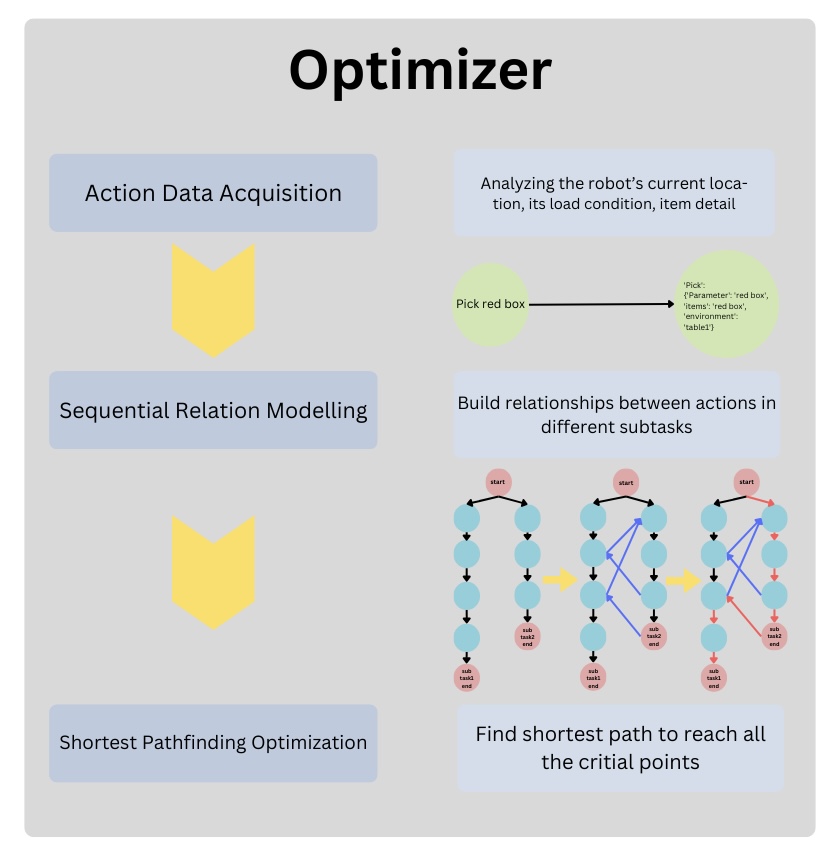 Optimizer
Action Data Acquisition
Analyzing the robot's current loca-
tion, its load condition, item detail
Pick red box
'Pick':
{'Parameter': 'red box',
'items': 'red box',
'environment':
'table1'}
Sequential Relation Modelling
Build relationships between actions in
different subtasks
start
start
start
sub
task2
end
sub
task2
end
sub
task2
end
sub
task1
end
sub
task1
end
sub
task1
end
Shortest Pathfinding Optimization
Find shortest path to reach all
the critial points